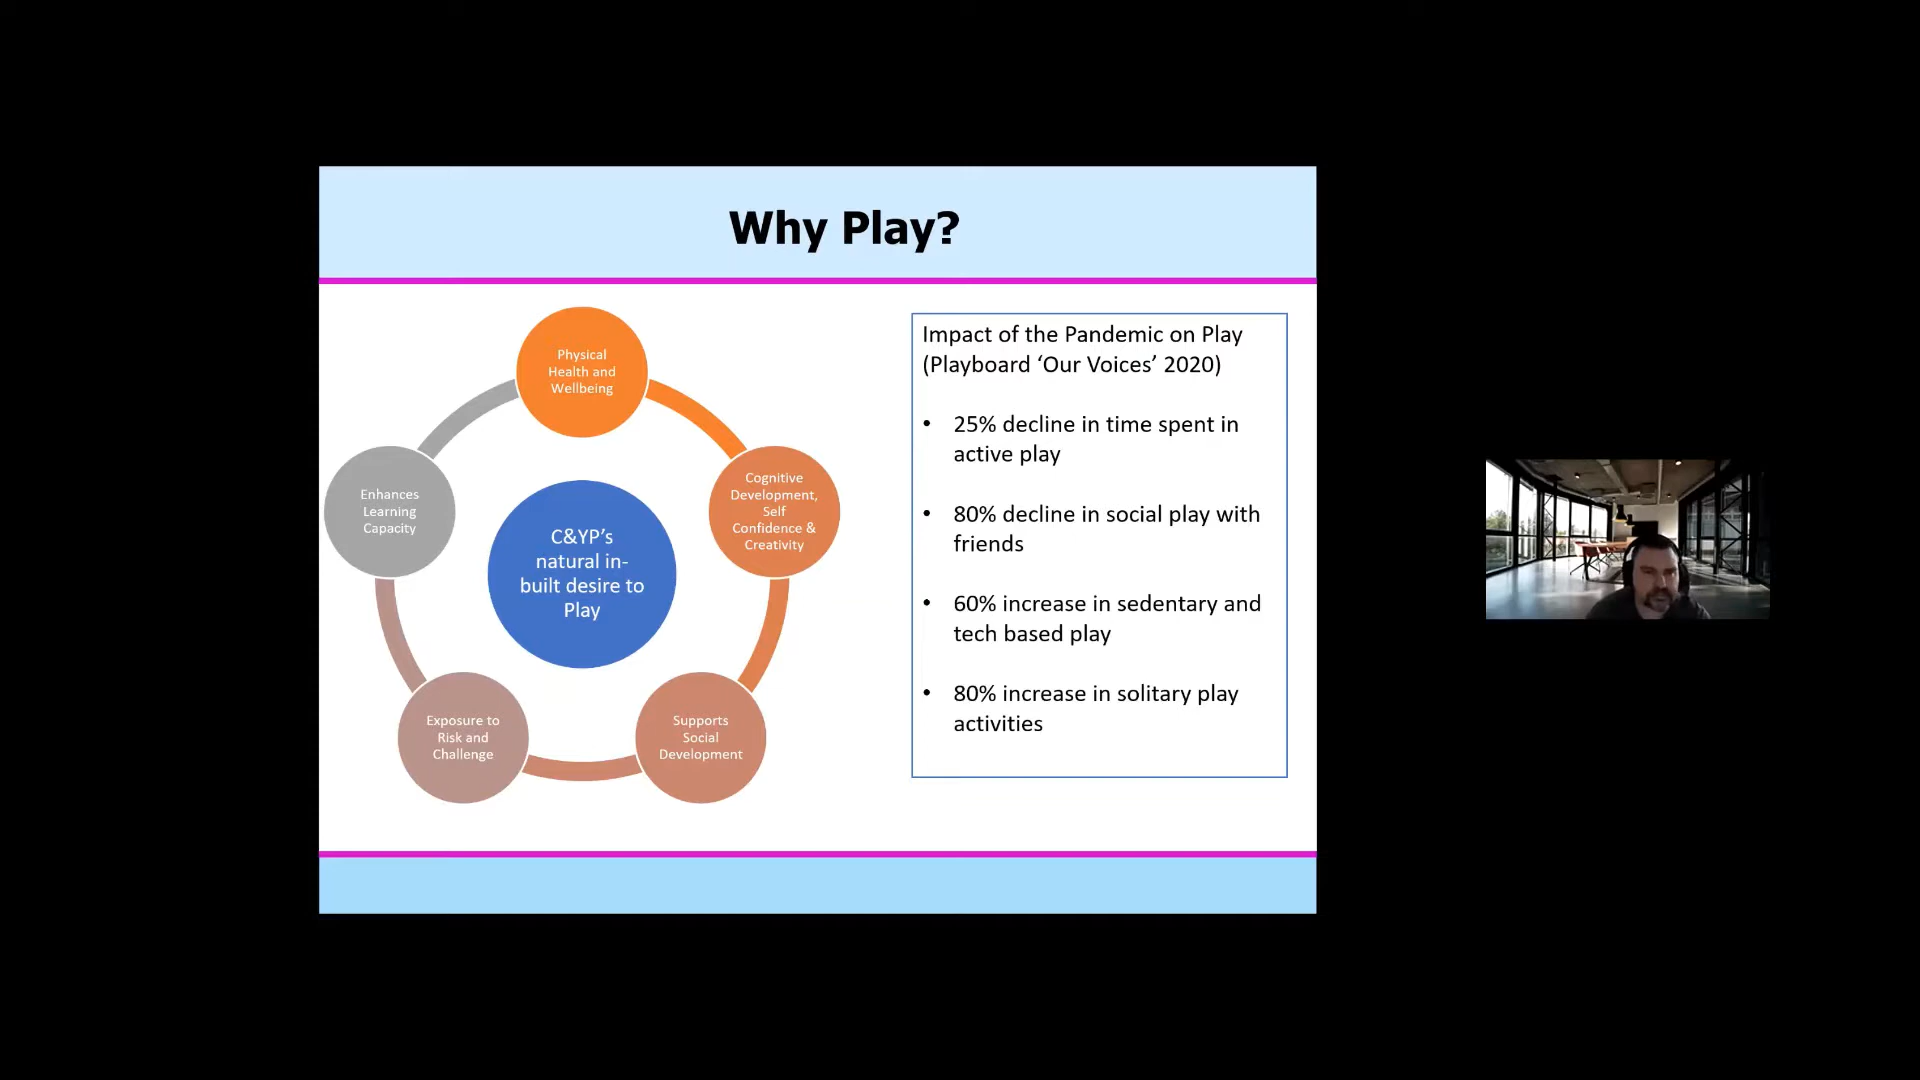 Why Play?
Physical
Health and
Wellbeing
Cognitive
Development,
Self
Confidence &
Creativity
Supports
Social
Development
Exposure to
Risk and
Challenge
Enhances
Learning
Capacity
C&YP’s
natural in-
built desire to
Play
Impact of the Pandemic on Play
(Playboard ‘Our Voices’ 2020)
• 25% decline in time spent in
active play
• 80% decline in social play with
friends
• 60% increase in sedentary and
tech based play
• 80% increase in solitary play
activities